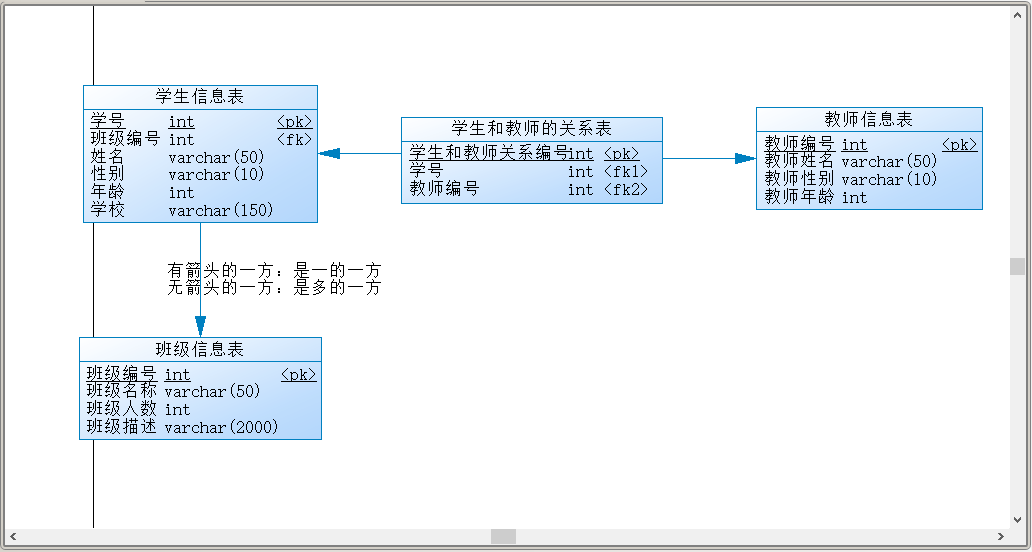 学生信息表
学号 int <pk>
班级编号 int <fk>
姓名 varchar(50)
性别 varchar(10)
年龄 int
学校 varchar(150)
学生和教师的关系表
学生和教师关系编号int <pk>
学号 int <fk1>
教师编号 int <fk2>
教师信息表
教师编号 int <pk>
教师姓名 varchar(50)
教师性别 varchar(10)
教师年龄 int
有箭头的一方：是一的一方
无箭头的一方：是多的一方
班级信息表
班级编号 int <pk>
班级名称 varchar(50)
班级人数 int
班级描述 varchar(2000)